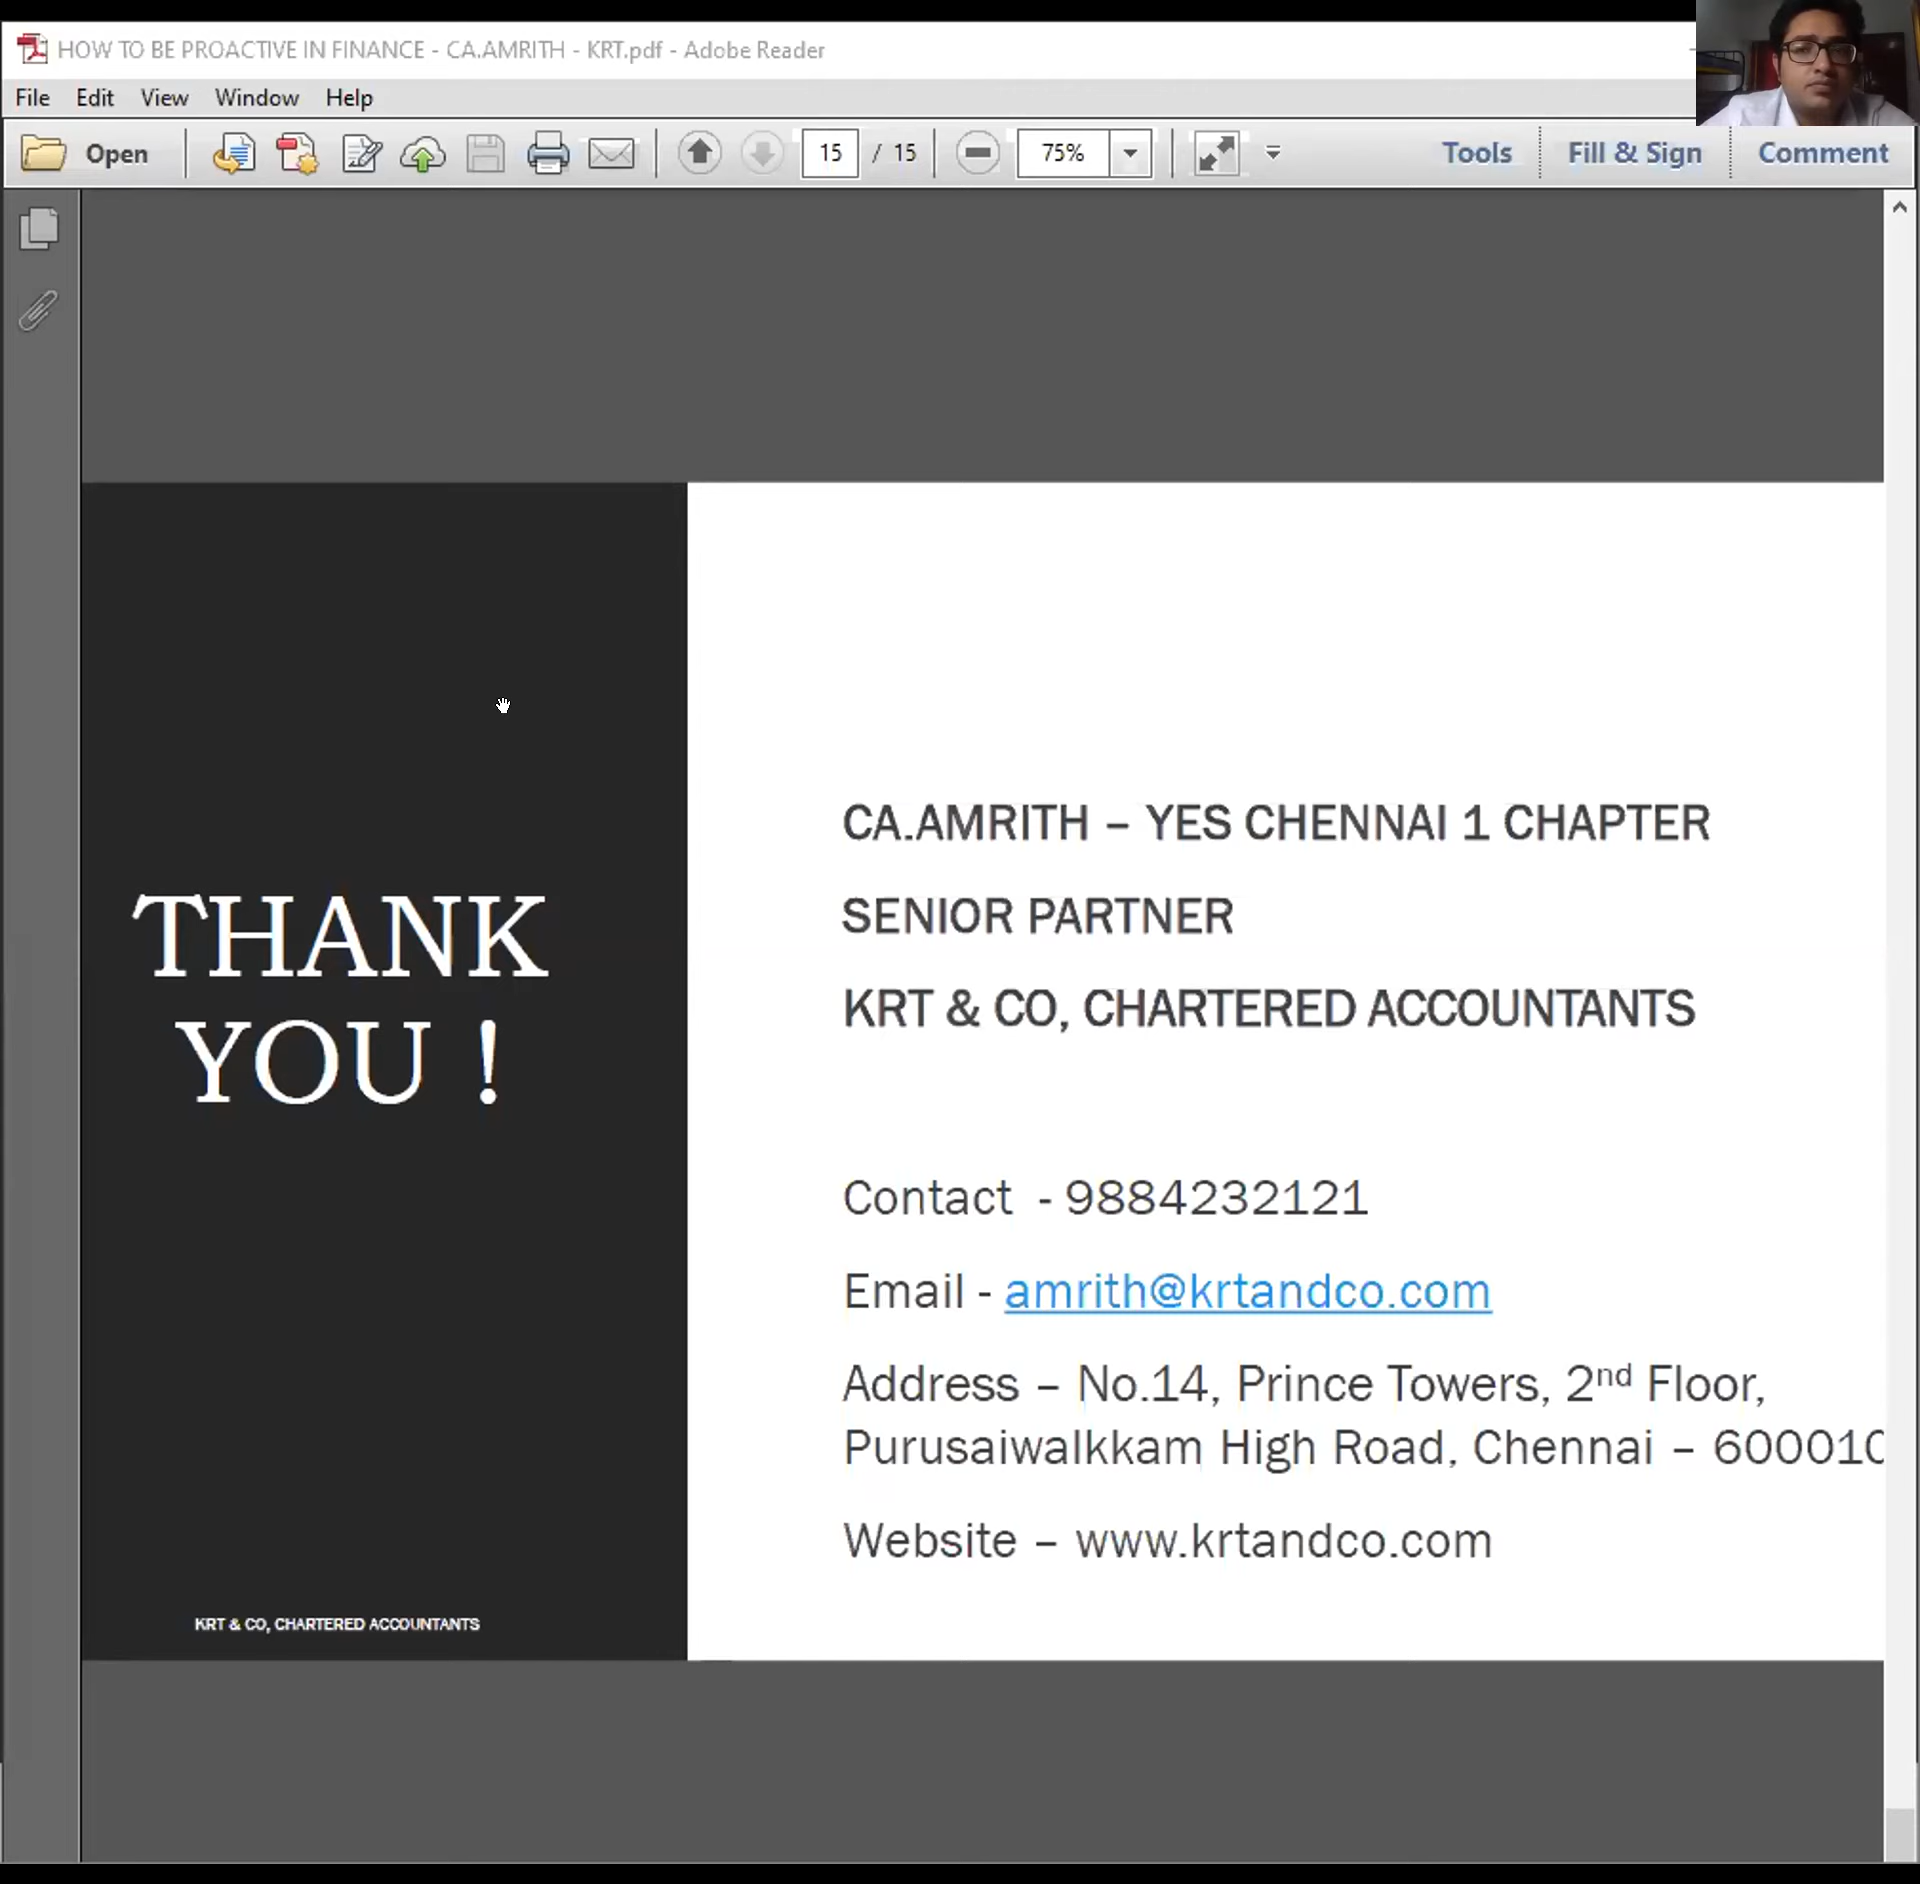 HOW TO BE PROACTIVE IN FINANCE - CA.AMRITH - KRT.pdf - Adobe Reader
File Edit View Window Help
Open 15 / 15 75% Tools Fill & Sign Comment
THANK
YOU !
KRT & CO, CHARTERED ACCOUNTANTS
CA.AMRITH – YES CHENNAI 1 CHAPTER
SENIOR PARTNER
KRT & CO, CHARTERED ACCOUNTANTS
Contact - 9884232121
Email - amrith@krtandco.com
Address – No.14, Prince Towers, 2nd Floor,
Purusaiwalkkam High Road, Chennai – 600010
Website – www.krtandco.com